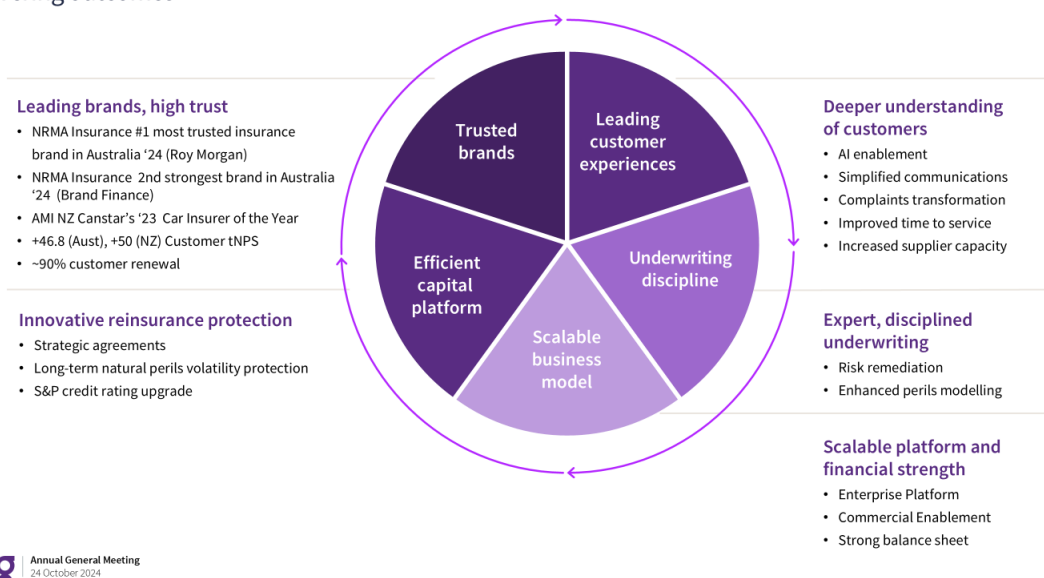 Leading brands, high trust
• NRMA Insurance #1 most trusted insurance
brand in Australia ‘24 (Roy Morgan)
• NRMA Insurance 2nd strongest brand in Australia
‘24 (Brand Finance)
• AMI NZ Canstar’s ‘23 Car Insurer of the Year
• +46.8 (Aust), +50 (NZ) Customer tNPS
• ~90% customer renewal
Innovative reinsurance protection
• Strategic agreements
• Long-term natural perils volatility protection
• S&P credit rating upgrade
Trusted
brands
Leading
customer
experiences
Underwriting
discipline
Scalable
business
model
Efficient
capital
platform
Deeper understanding
of customers
• AI enablement
• Simplified communications
• Complaints transformation
• Improved time to service
• Increased supplier capacity
Expert, disciplined
underwriting
• Risk remediation
• Enhanced perils modelling
Scalable platform and
financial strength
• Enterprise Platform
• Commercial Enablement
• Strong balance sheet
Annual General Meeting
24 October 2024